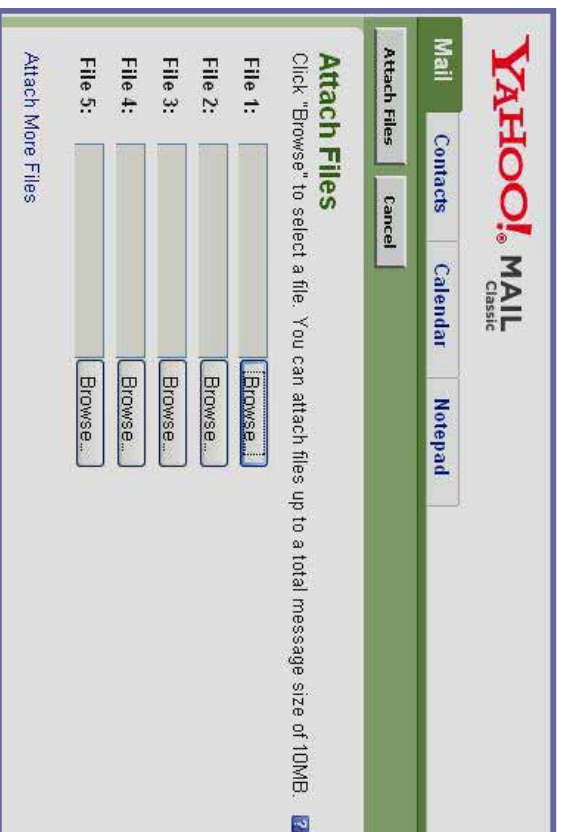 YAHOO!® MAIL
Classic
Mail Contacts Calendar Notepad
Attach Files Cancel
Attach Files
Click "Browse" to select a file. You can attach files up to a total message size of 10MB. ?
File 1: Browse...
File 2: Browse...
File 3: Browse...
File 4: Browse...
File 5: Browse...
Attach More Files